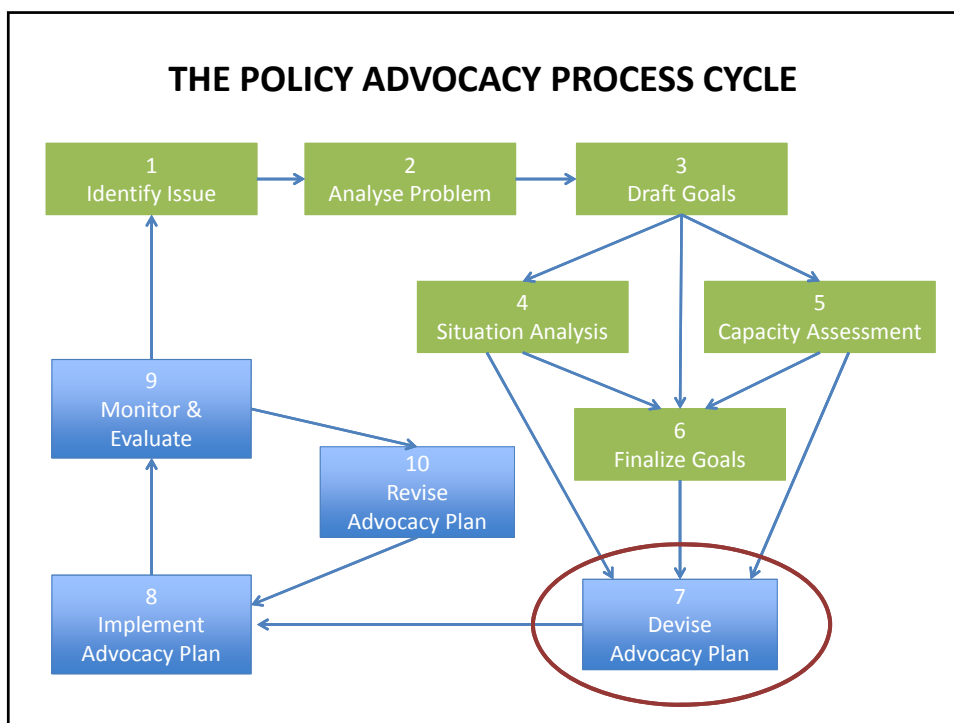 THE POLICY ADVOCACY PROCESS CYCLE
1
Identify Issue
2
Analyse Problem
3
Draft Goals
4
Situation Analysis
5
Capacity Assessment
6
Finalize Goals
7
Devise
Advocacy Plan
8
Implement
Advocacy Plan
9
Monitor &
Evaluate
10
Revise
Advocacy Plan